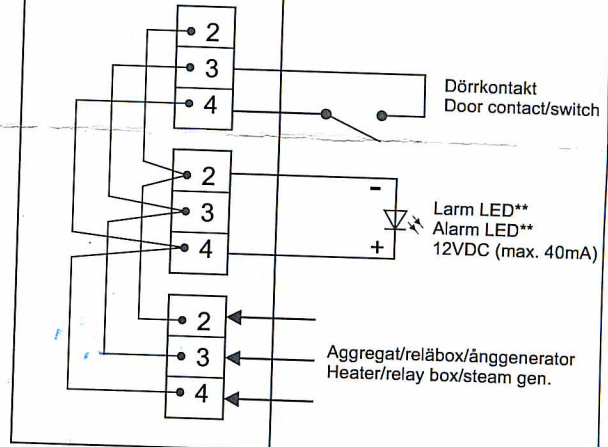 2
3
4
Dörrkontakt
Door contact/switch
2
3
4
-
+
Larm LED**
Alarm LED**
12VDC (max. 40mA)
2
3
4
Aggregat/reläbox/ånggenerator
Heater/relay box/steam gen.